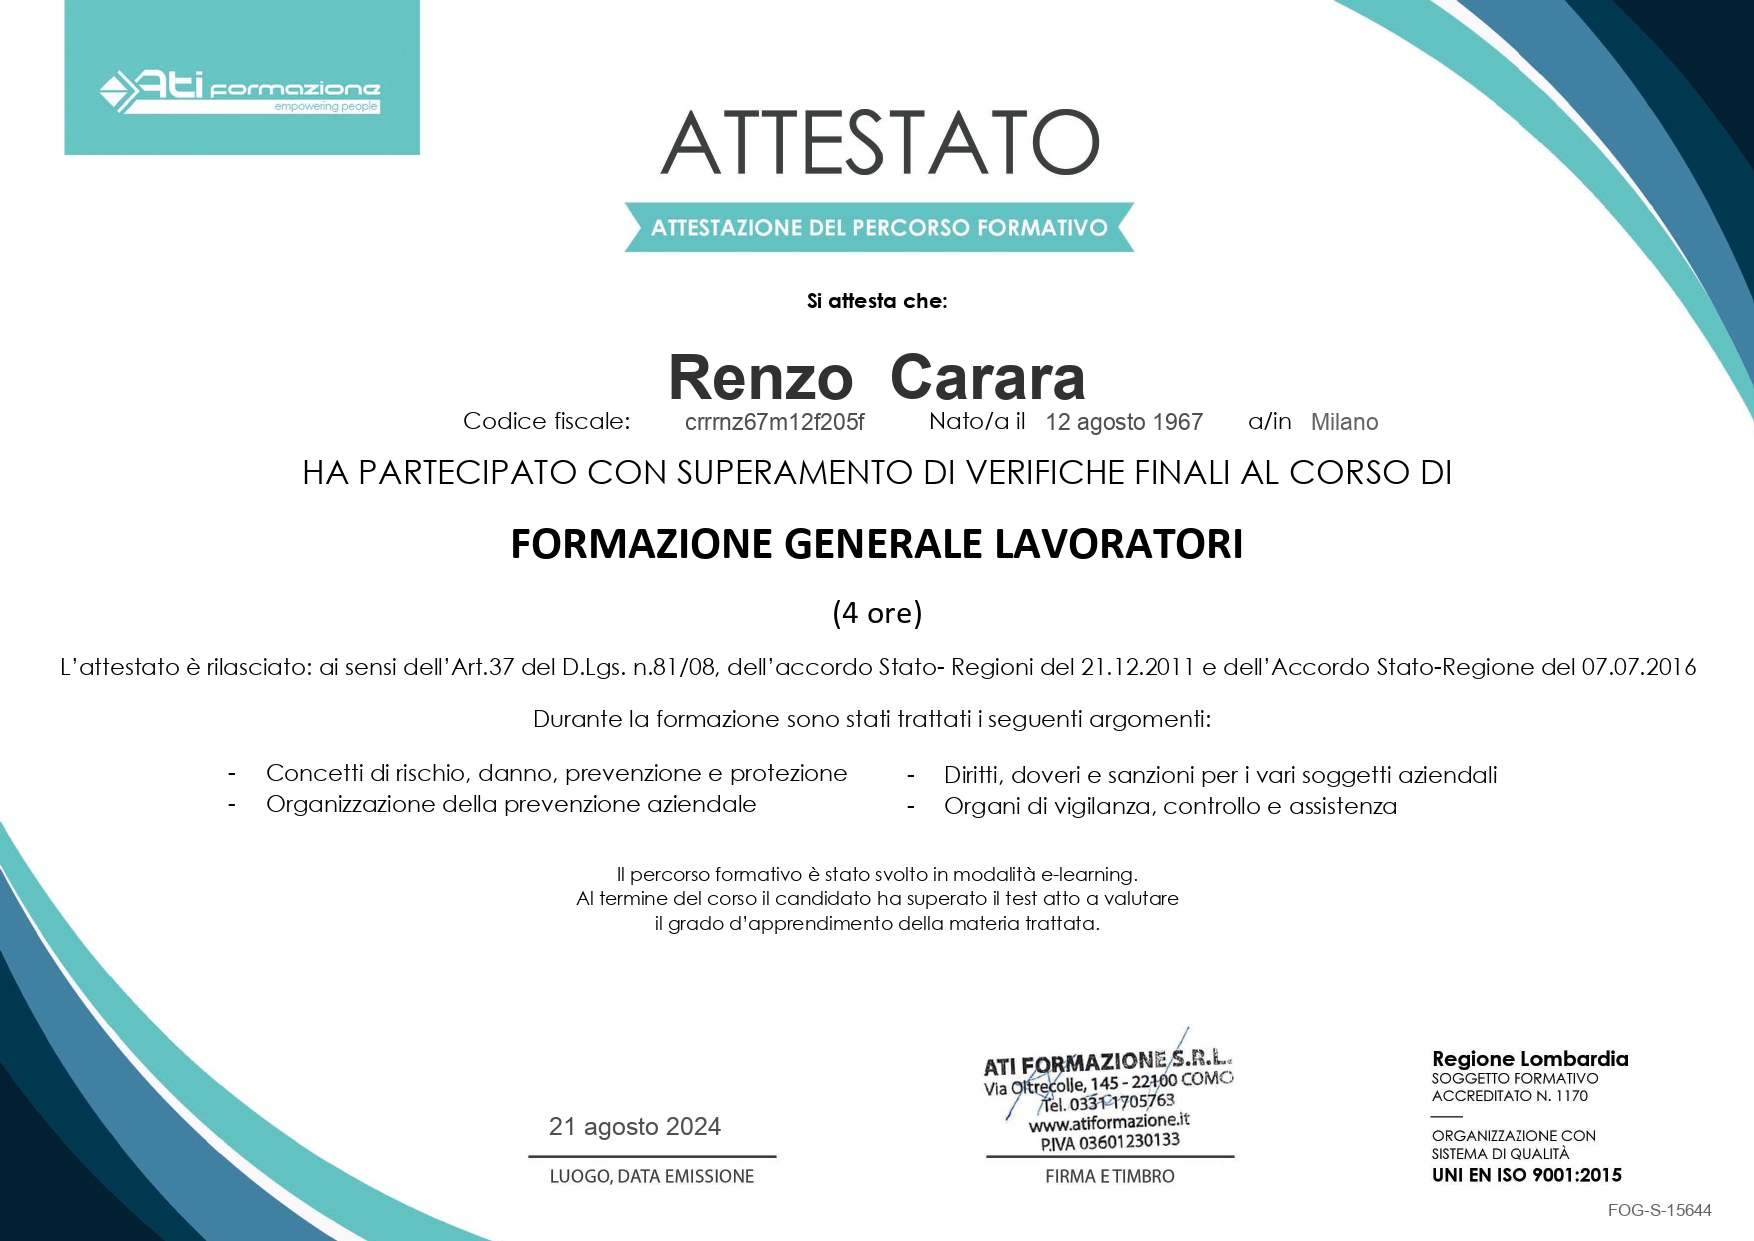 Ati formazione
empowering people
ATTESTATO
ATTESTAZIONE DEL PERCORSO FORMATIVO
Si attesta che:
Renzo Carara
Codice fiscale: crrrnz67m12f205f Nato/a il 12 agosto 1967 a/in Milano
HA PARTECIPATO CON SUPERAMENTO DI VERIFICHE FINALI AL CORSO DI
FORMAZIONE GENERALE LAVORATORI
(4 ore)
L'attestato è rilasciato: ai sensi dell'Art.37 del D.Lgs. n.81/08, dell'accordo Stato- Regioni del 21.12.2011 e dell'Accordo Stato-Regione del 07.07.2016
Durante la formazione sono stati trattati i seguenti argomenti:
- Concetti di rischio, danno, prevenzione e protezione
- Organizzazione della prevenzione aziendale
- Diritti, doveri e sanzioni per i vari soggetti aziendali
- Organi di vigilanza, controllo e assistenza
Il percorso formativo è stato svolto in modalità e-learning.
Al termine del corso il candidato ha superato il test atto a valutare
il grado d'apprendimento della materia trattata.
21 agosto 2024
LUOGO, DATA EMISSIONE
ATI FORMAZIONE S.R.L.
Via Oltrecolle, 145 - 22100 COMO
Tel. 0331 1705763
www.atiformazione.it
P.IVA 03601230133
FIRMA E TIMBRO
Regione Lombardia
SOGGETTO FORMATIVO
ACCREDITATO N. 1170
ORGANIZZAZIONE CON
SISTEMA DI QUALITÀ
UNI EN ISO 9001:2015
FOG-S-15644